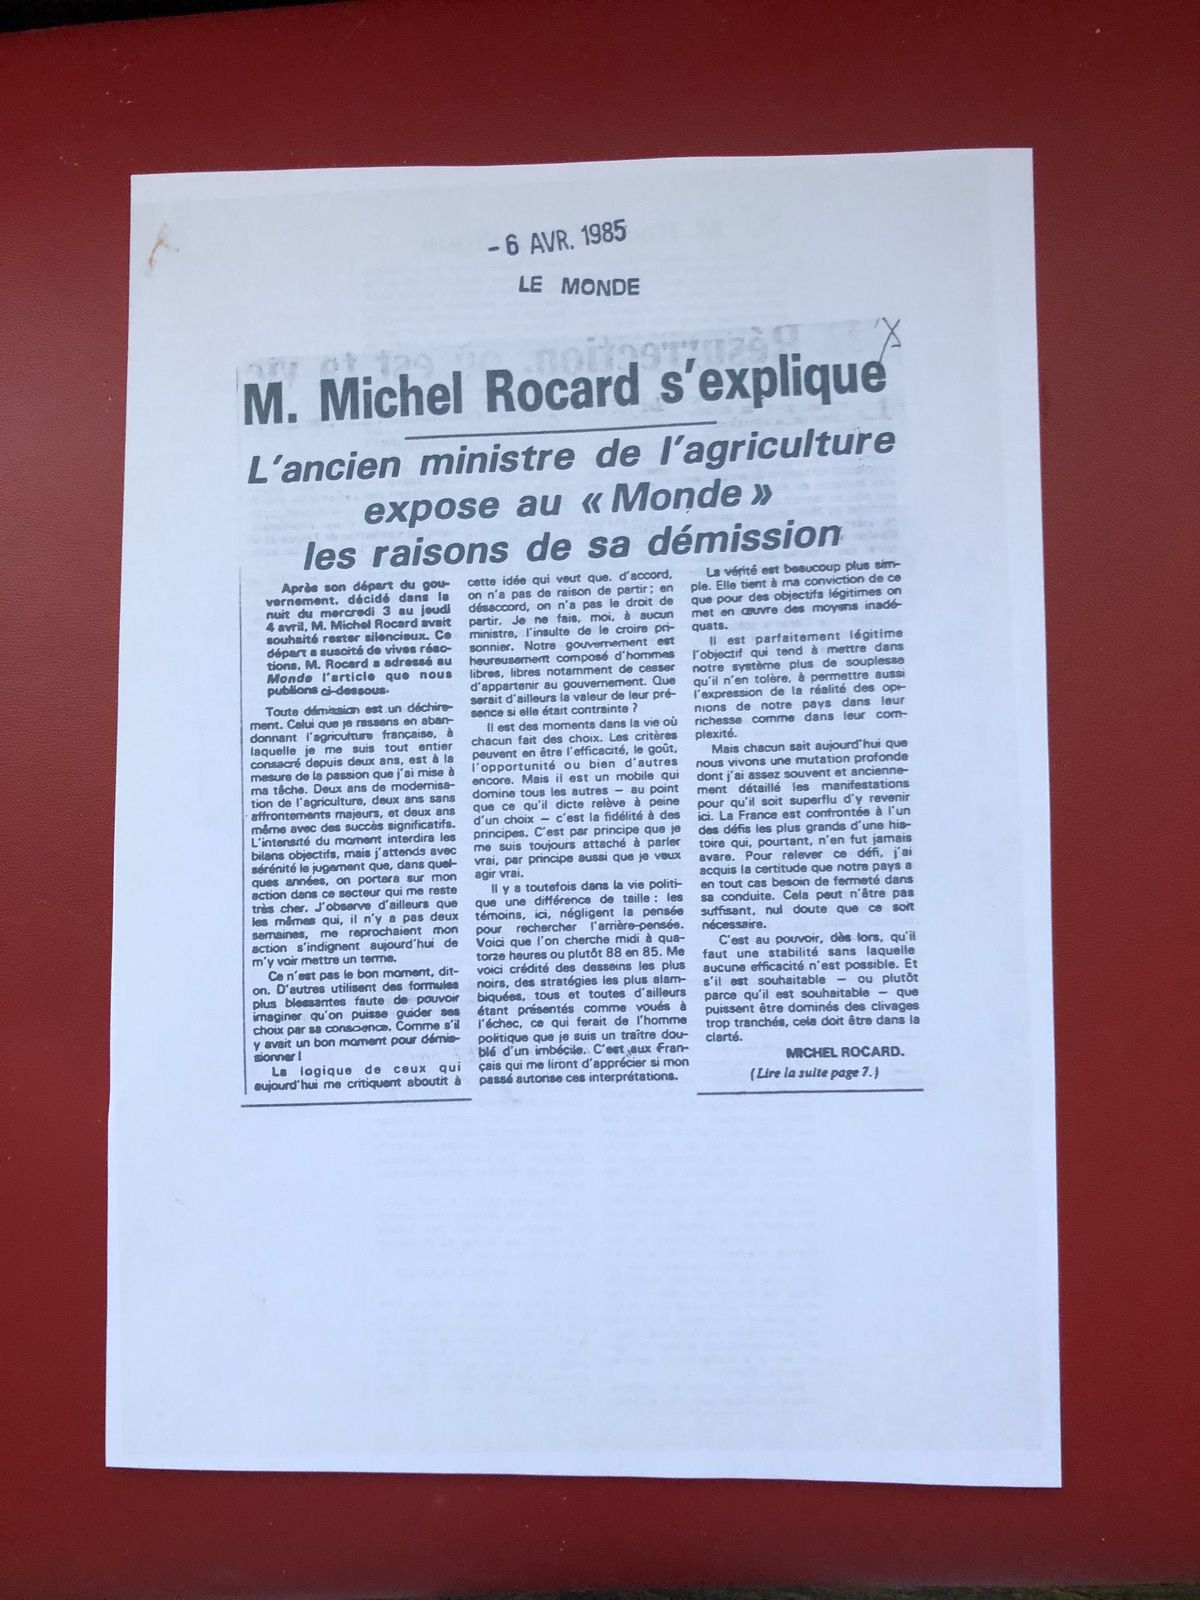 - 6 AVR. 1985
LE MONDE
M. Michel Rocard s'explique
L'ancien ministre de l'agriculture
expose au « Monde »
les raisons de sa démission
Après son départ du gou-
vernement, décidé dans la
nuit du mercredi 3 au jeudi
4 avril, M. Michel Rocard avait
souhaité rester silencieux. Ce
départ a suscité de vives réac-
tions. M. Rocard a adressé au
Monde l'article que nous
publions ci-dessous.
Toute démission est un déchire-
ment. Celui que je ressens en aban-
donnant l'agriculture française, à
laquelle je me suis tout entier
consacré depuis deux ans, est à la
mesure de la passion que j'ai mise à
ma tâche. Deux ans de modernisa-
tion de l'agriculture, deux ans sans
affrontements majeurs, et deux ans
même avec des succès significatifs.
L'intensité du moment interdira les
bilans objectifs, mais j'attends avec
sérénité le jugement que, dans quel-
ques années, on portera sur mon
action dans ce secteur qui me reste
très cher. J'observe d'ailleurs que
les mêmes qui, il n'y a pas deux
semaines, me reprochaient mon
action s'indignent aujourd'hui de
m'y voir mettre un terme.
Ce n'est pas le bon moment, dit-
on. D'autres utilisent des formules
plus blessantes faute de pouvoir
imaginer qu'on puisse guider ses
choix par sa conscience. Comme s'il
y avait un bon moment pour démis-
sionner !
La logique de ceux qui
aujourd'hui me critiquent aboutit à
cette idée qui veut que, d'accord,
on n'a pas de raison de partir ; en
désaccord, on n'a pas le droit de
partir. Je ne fais, moi, à aucun
ministre, l'insulte de le croire pri-
sonnier. Notre gouvernement est
heureusement composé d'hommes
libres, libres notamment de cesser
d'appartenir au gouvernement. Que
serait d'ailleurs la valeur de leur pré-
sence si elle était contrainte ?
Il est des moments dans la vie où
chacun fait des choix. Les critères
peuvent en être l'efficacité, le goût,
l'opportunité ou bien d'autres
encore. Mais il est un mobile qui
domine tous les autres – au point
que ce qu'il dicte relève à peine
d'un choix – c'est la fidélité à des
principes. C'est par principe que je
me suis toujours attaché à parler
vrai, par principe aussi que je veux
agir vrai.
Il y a toutefois dans la vie politi-
que une différence de taille : les
témoins, ici, négligent la pensée
pour rechercher l'arrière-pensée.
Voici que l'on cherche midi à qua-
torze heures ou plutôt 88 en 85. Me
voici crédité des desseins les plus
noirs, des stratégies les plus alam-
biquées, tous et toutes d'ailleurs
étant présentés comme voués à
l'échec, ce qui ferait de l'homme
politique que je suis un traître dou-
blé d'un imbécile. C'est aux Fran-
çais qui me liront d'apprécier si mon
passé autorise ces interprétations.
La vérité est beaucoup plus sim-
ple. Elle tient à ma conviction de ce
que pour des objectifs légitimes on
met en œuvre des moyens inadé-
quats.
Il est parfaitement légitime
l'objectif qui tend à mettre dans
notre système plus de souplesse
qu'il n'en tolère, à permettre aussi
l'expression de la réalité des opi-
nions de notre pays dans leur
richesse comme dans leur com-
plexité.
Mais chacun sait aujourd'hui que
nous vivons une mutation profonde
dont j'ai assez souvent et ancienne-
ment détaillé les manifestations
pour qu'il soit superflu d'y revenir
ici. La France est confrontée à l'un
des défis les plus grands d'une his-
toire qui, pourtant, n'en fut jamais
avare. Pour relever ce défi, j'ai
acquis la certitude que notre pays a
en tout cas besoin de fermeté dans
sa conduite. Cela peut n'être pas
suffisant, nul doute que ce soit
nécessaire.
C'est au pouvoir, dès lors, qu'il
faut une stabilité sans laquelle
aucune efficacité n'est possible. Et
s'il est souhaitable – ou plutôt
parce qu'il est souhaitable – que
puissent être dominés des clivages
trop tranchés, cela doit être dans la
clarté.
MICHEL ROCARD.
(Lire la suite page 7.)